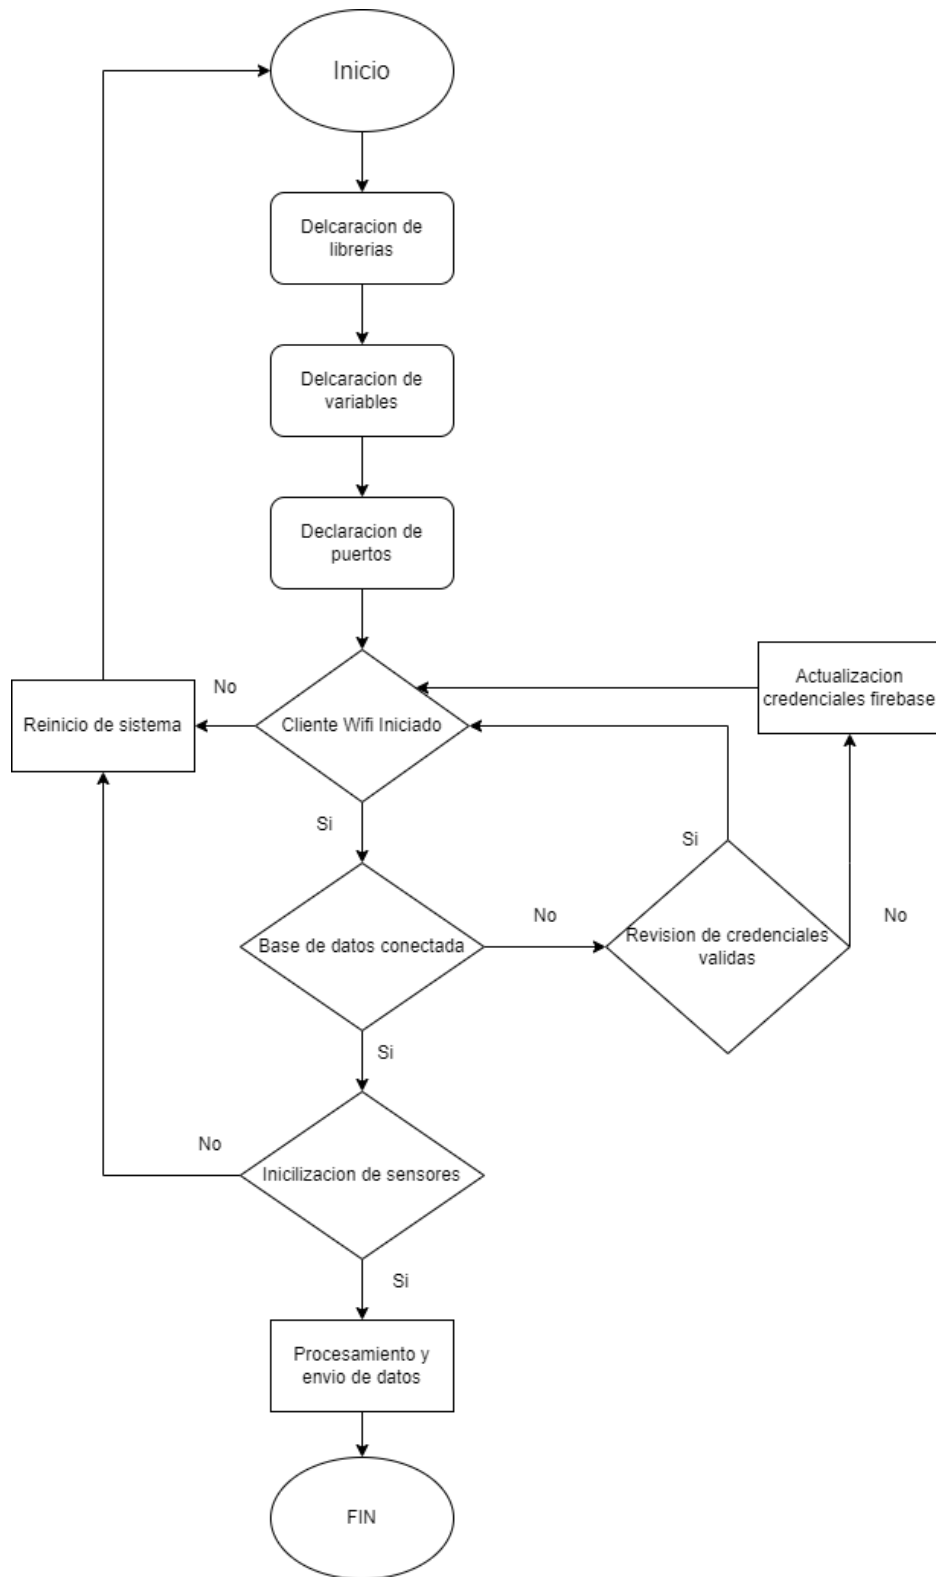 Inicio
Delcaracion de
librerias
Delcaracion de
variables
Declaracion de
puertos
Actualizacion
credenciales firebase
No
Reinicio de sistema
Cliente Wifi Iniciado
Si
Si
No
No
Revision de credenciales
validas
Base de datos conectada
Si
No
Inicilizacion de sensores
Si
Procesamiento y
envio de datos
FIN